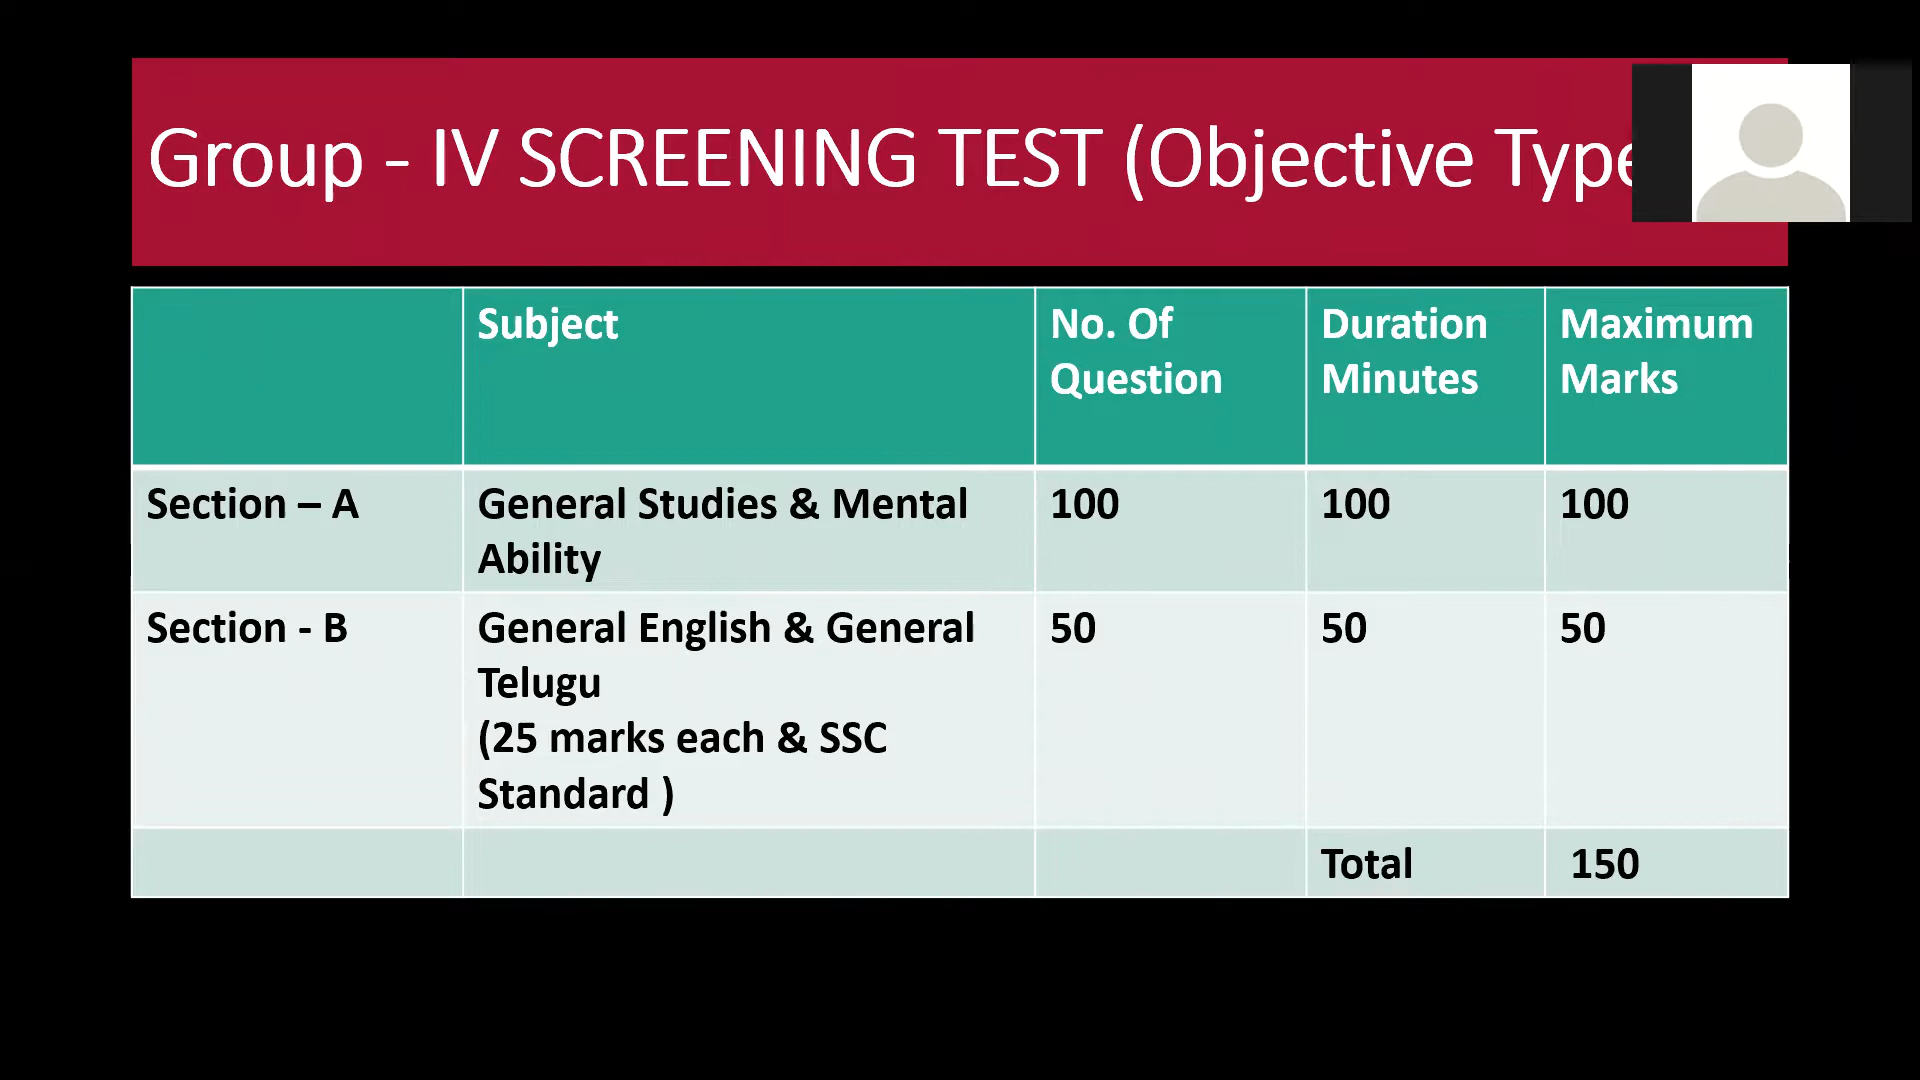 Group - IV SCREENING TEST (Objective Type
Subject
No. Of
Question
Duration
Minutes
Maximum
Marks
Section – A
General Studies & Mental
Ability
100
100
100
Section - B
General English & General
Telugu
(25 marks each & SSC
Standard )
50
50
50
Total
150